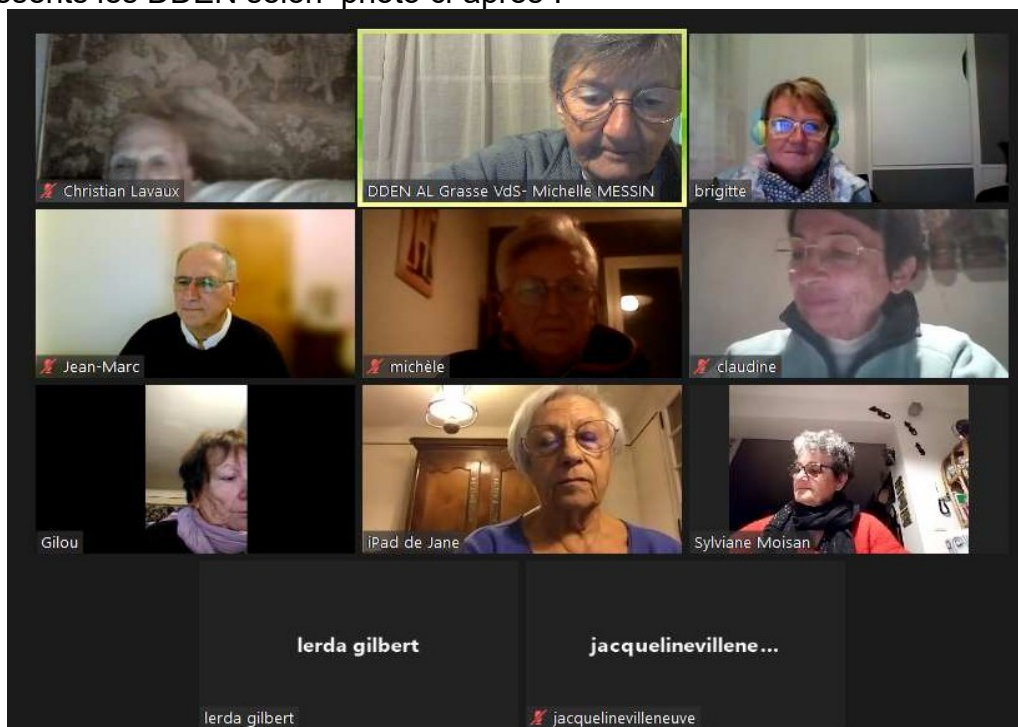 Christian Lavaux
DDEN AL Grasse VdS- Michelle MESSIN
brigitte
Jean-Marc
michèle
claudine
Gilou
iPad de Jane
Sylviane Moisan
lerda gilbert
jacquelinevillene...
lerda gilbert
jacquelinevilleneuve